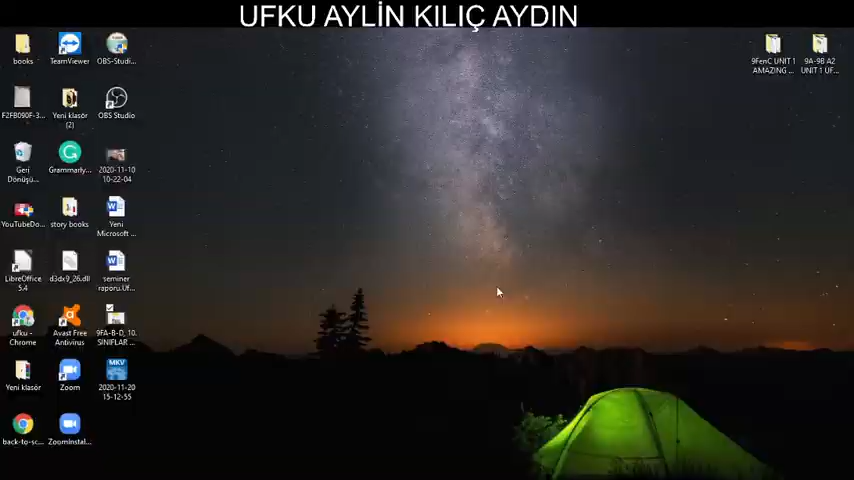 UFKU AYLİN KILIÇ AYDIN
books
TeamViewer
OBS-Studi...
9FenC UNIT 1
AMAZING ...
9A-9B A2
UNIT 1 UF...
F2FB090F-3...
Yeni klasör
(2)
OBS Studio
Geri
Dönüşü...
Grammarly...
2020-11-10
10-22-04
YouTubeDo...
story books
Yeni
Microsoft ...
LibreOffice
5.4
d3dx9_26.dll
seminer
raporu.Uf...
ufku -
Chrome
Avast Free
Antivirus
9FA-B-D, 10.
SINIFLAR ...
Yeni klasör
Zoom
MKV
2020-11-20
15-12-55
back-to-sc...
ZoomInstal...